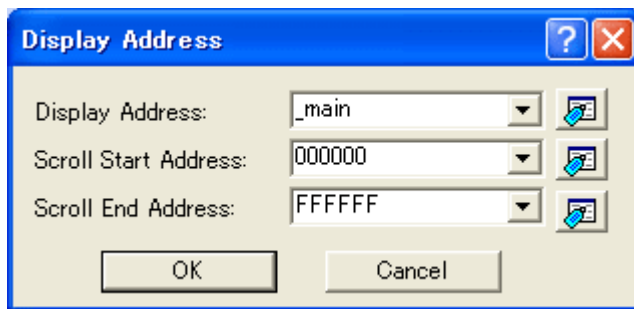 Display Address
Display Address: _main
Scroll Start Address: 000000
Scroll End Address: FFFFFF
OK Cancel